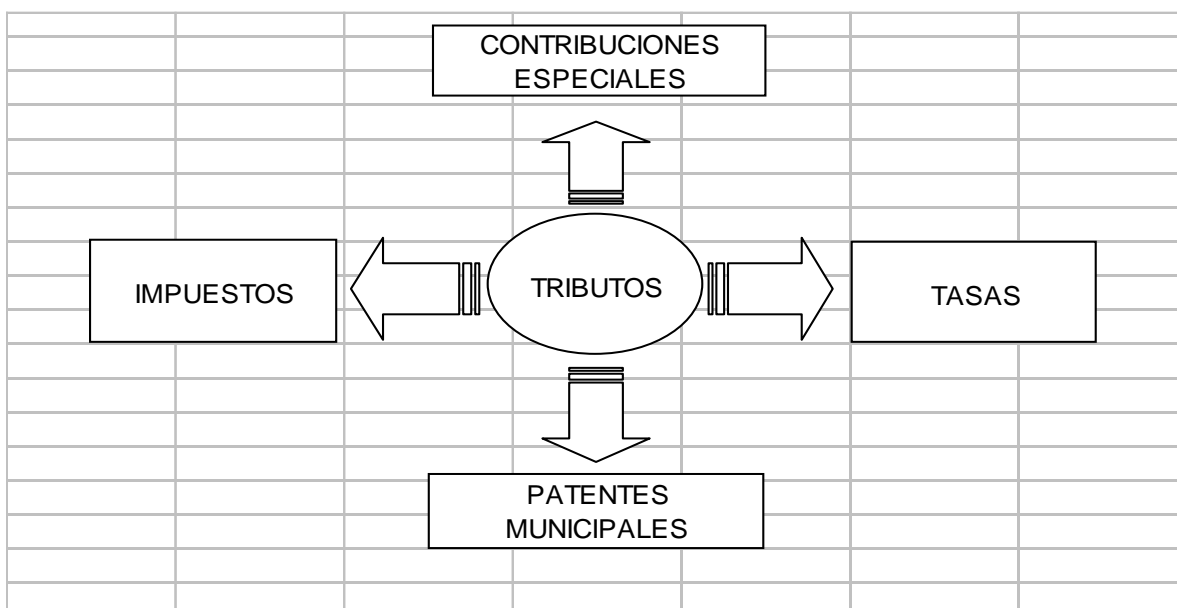 CONTRIBUCIONES
ESPECIALES
IMPUESTOS
TRIBUTOS
TASAS
PATENTES
MUNICIPALES